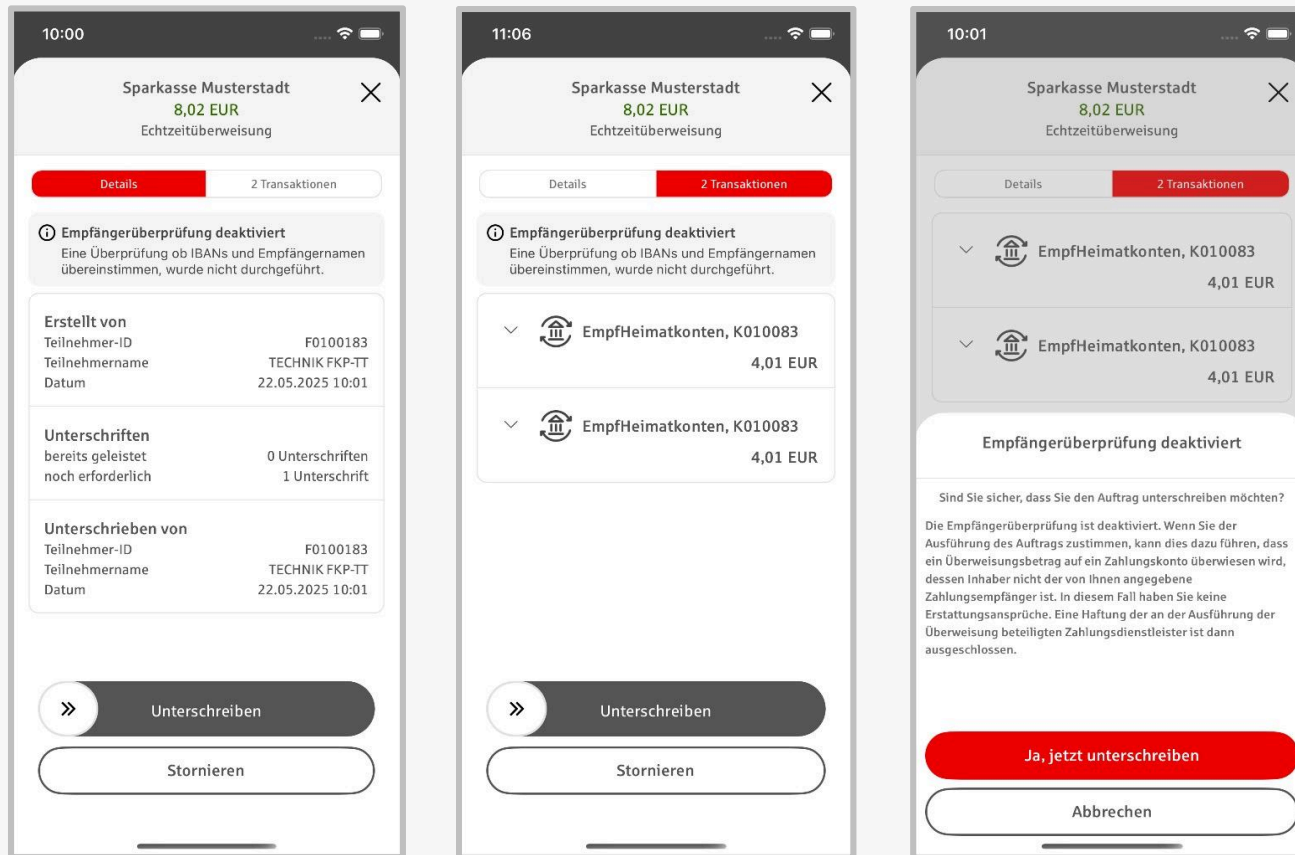 10:00
Sparkasse Musterstadt
8,02 EUR
Echtzeitüberweisung
Details
2 Transaktionen
Empfängerüberprüfung deaktiviert
Eine Überprüfung ob IBANs und Empfängernamen
übereinstimmen, wurde nicht durchgeführt.
Erstellt von
Teilnehmer-ID F0100183
Teilnehmername TECHNIK FKP-TT
Datum 22.05.2025 10:01
Unterschriften
bereits geleistet 0 Unterschriften
noch erforderlich 1 Unterschrift
Unterschrieben von
Teilnehmer-ID F0100183
Teilnehmername TECHNIK FKP-TT
Datum 22.05.2025 10:01
Unterschreiben
Stornieren
11:06
Sparkasse Musterstadt
8,02 EUR
Echtzeitüberweisung
Details
2 Transaktionen
Empfängerüberprüfung deaktiviert
Eine Überprüfung ob IBANs und Empfängernamen
übereinstimmen, wurde nicht durchgeführt.
EmpfHeimatkonten, K010083
4,01 EUR
EmpfHeimatkonten, K010083
4,01 EUR
Unterschreiben
Stornieren
10:01
Sparkasse Musterstadt
8,02 EUR
Echtzeitüberweisung
Details
2 Transaktionen
EmpfHeimatkonten, K010083
4,01 EUR
EmpfHeimatkonten, K010083
4,01 EUR
Empfängerüberprüfung deaktiviert
Sind Sie sicher, dass Sie den Auftrag unterschreiben möchten?
Die Empfängerüberprüfung ist deaktiviert. Wenn Sie der
Ausführung des Auftrags zustimmen, kann dies dazu führen, dass
ein Überweisungsbetrag auf ein Zahlungskonto überwiesen wird,
dessen Inhaber nicht der von Ihnen angegebene
Zahlungsempfänger ist. In diesem Fall haben Sie keine
Erstattungsansprüche. Eine Haftung der an der Ausführung der
Überweisung beteiligten Zahlungsdienstleister ist dann
ausgeschlossen.
Ja, jetzt unterschreiben
Abbrechen